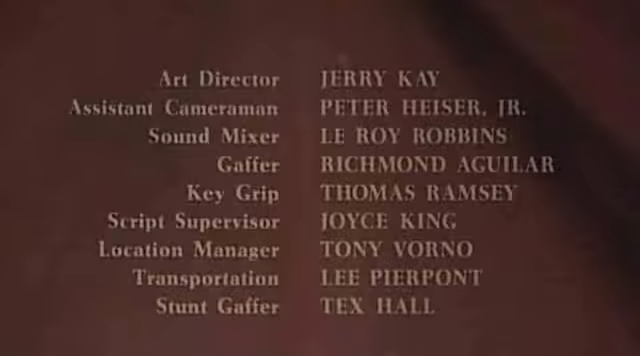 Art Director JERRY KAY
Assistant Cameraman PETER HEISER, JR.
Sound Mixer LE ROY ROBBINS
Gaffer RICHMOND AGUILAR
Key Grip THOMAS RAMSEY
Script Supervisor JOYCE KING
Location Manager TONY VORNO
Transportation LEE PIERPONT
Stunt Gaffer TEX HALL